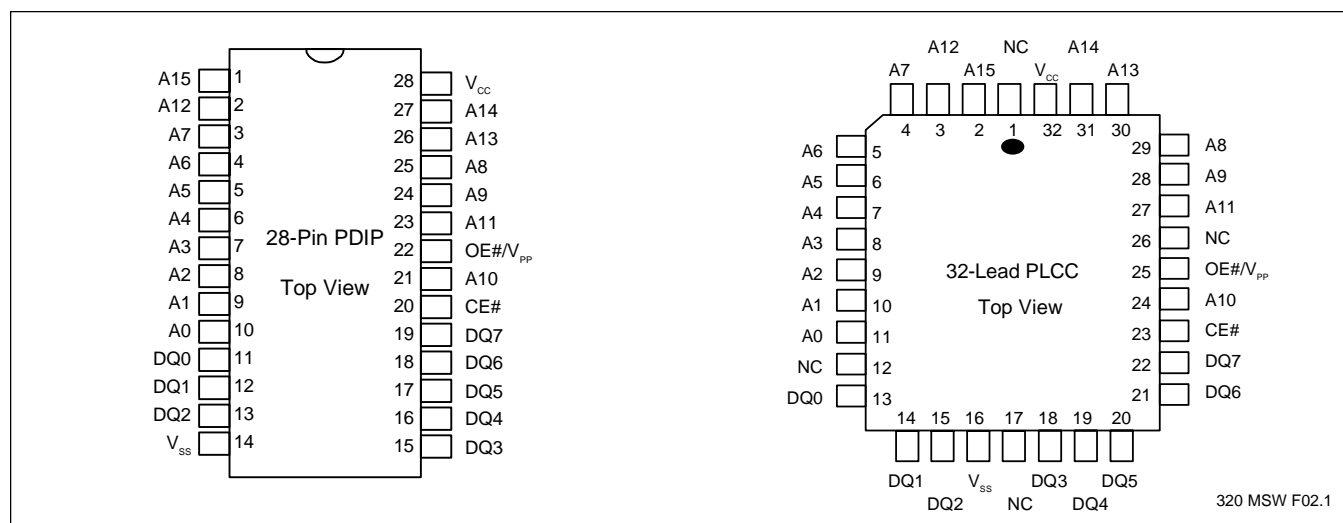 A15 1
A12 2
A7 3
A6 4
A5 5
A4 6
A3 7
A2 8
A1 9
A0 10
DQ0 11
DQ1 12
DQ2 13
VSS 14
28-Pin PDIP
Top View
28 VCC
27 A14
26 A13
25 A8
24 A9
23 A11
22 OE#/VPP
21 A10
20 CE#
19 DQ7
18 DQ6
17 DQ5
16 DQ4
15 DQ3
A12 NC A14
A7 A15 VCC A13
4 3 2 1 32 31 30
A6 5
A5 6
A4 7
A3 8
A2 9
A1 10
A0 11
NC 12
DQ0 13
32-Lead PLCC
Top View
29 A8
28 A9
27 A11
26 NC
25 OE#/VPP
24 A10
23 CE#
22 DQ7
21 DQ6
14 15 16 17 18 19 20
DQ1 VSS DQ3 DQ5
DQ2 NC DQ4
320 MSW F02.1